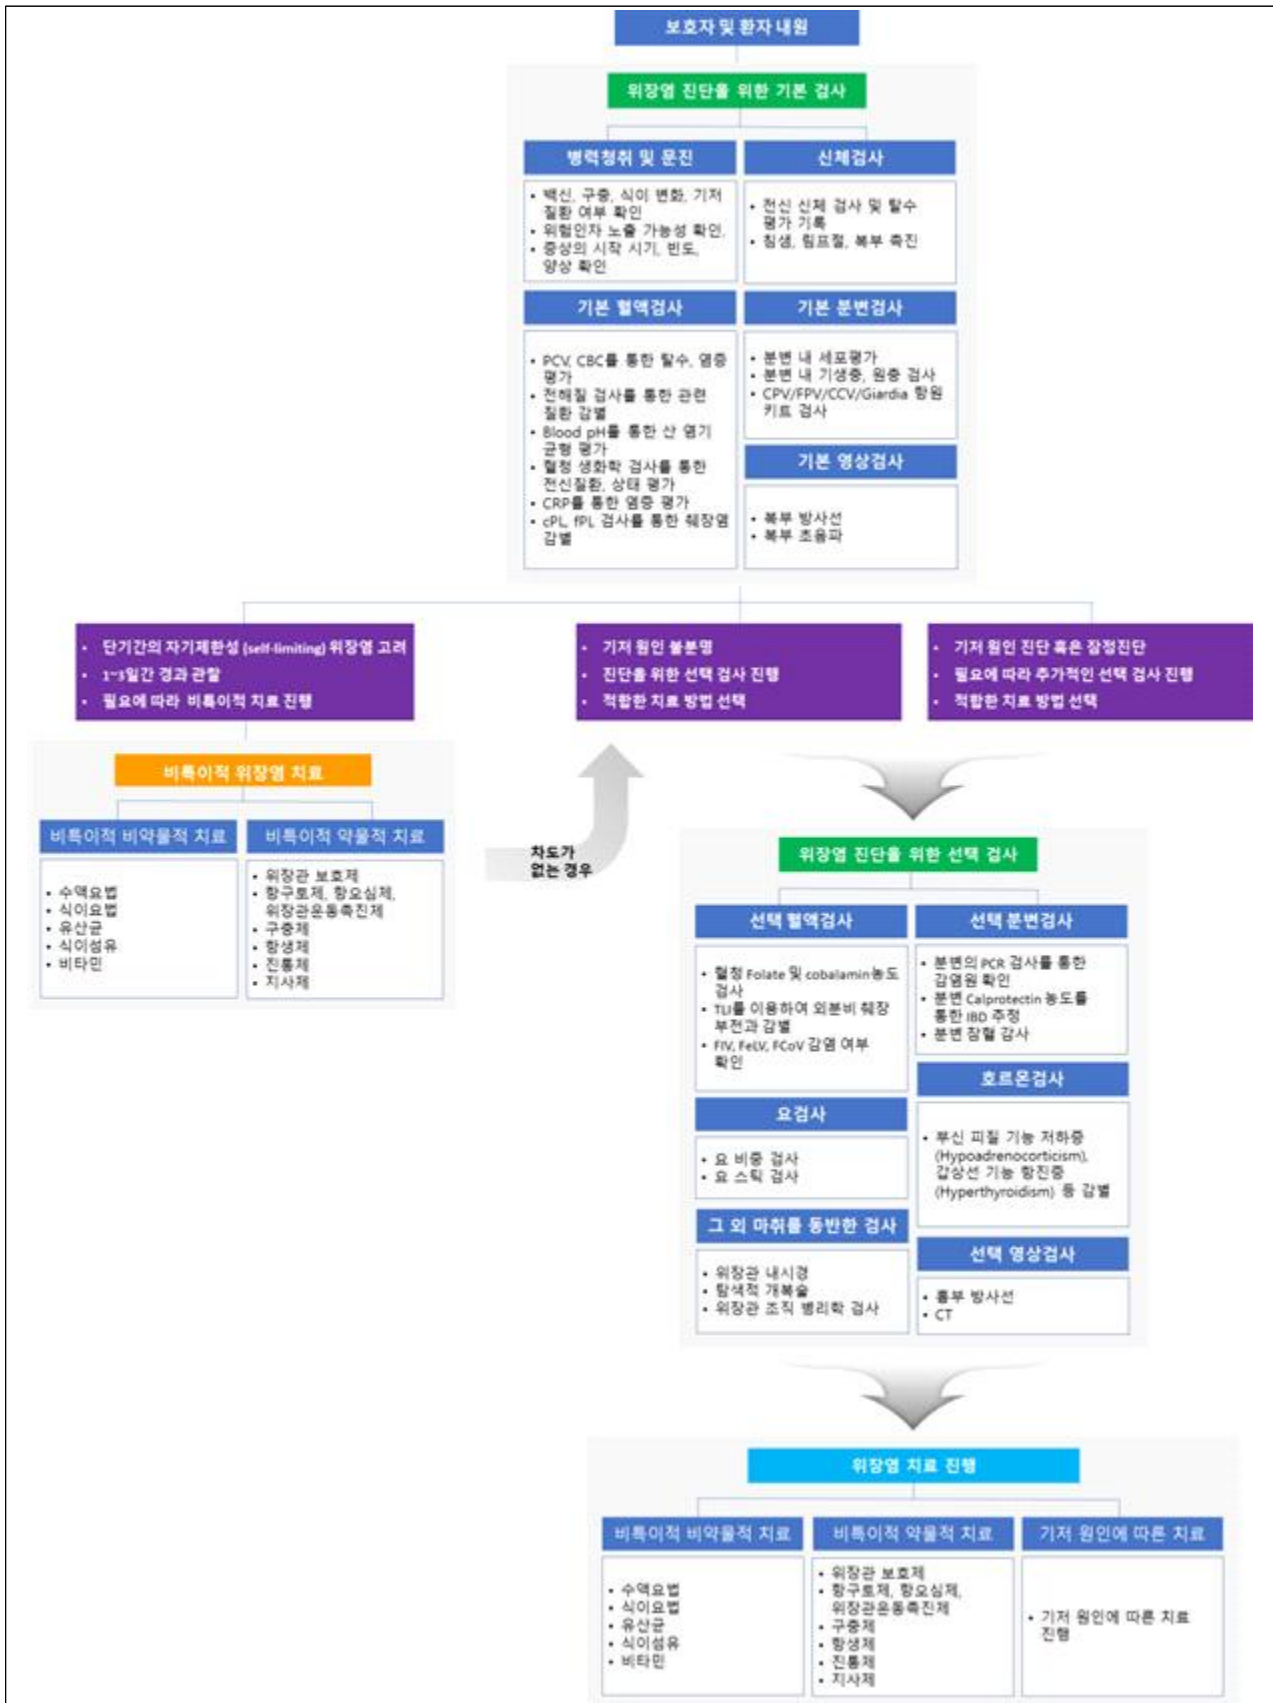 보호자 및 환자 내원
위장염 진단을 위한 기본 검사
병력청취 및 문진
• 백신, 구충, 식이 변화, 기저
질환 여부 확인
• 위험인자 노출 가능성 확인,
• 증상의 시작 시기, 빈도,
양상 확인
신체검사
• 전신 신체 검사 및 탈수
평가 기록
• 침샘, 림프절, 복부 촉진
기본 혈액검사
• PCV, CBC를 통한 탈수, 염증
평가
• 전해질 검사를 통한 관련
질환 감별
• Blood pH를 통한 산 염기
균형 평가
• 혈청 생화학 검사를 통한
전신질환, 상태 평가
• CRP를 통한 염증 평가
• cPL, fPL 검사를 통한 췌장염
감별
기본 분변검사
• 분변 내 세포평가
• 분변 내 기생충, 원충 검사
• CPV/FPV/CCV/Giardia 항원
키트 검사
기본 영상검사
• 복부 방사선
• 복부 초음파
• 단기간의 자기제한성 (self-limiting) 위장염 고려
• 1~3일간 경과 관찰
• 필요에 따라 비특이적 치료 진행
• 기저 원인 불분명
• 진단을 위한 선택 검사 진행
• 적합한 치료 방법 선택
• 기저 원인 진단 혹은 잠정진단
• 필요에 따라 추가적인 선택 검사 진행
• 적합한 치료 방법 선택
비특이적 위장염 치료
비특이적 비약물적 치료
• 수액요법
• 식이요법
• 유산균
• 식이섬유
• 비타민
비특이적 약물적 치료
• 위장관 보호제
• 항구토제, 항오심제,
위장관운동촉진제
• 구충제
• 항생제
• 진통제
• 지사제
차도가
없는 경우
위장염 진단을 위한 선택 검사
선택 혈액검사
• 혈청 Folate 및 cobalamin농도
검사
• TLI를 이용하여 외분비 췌장
부전과 감별
• FIV, FeLV, FCoV 감염 여부
확인
선택 분변검사
• 분변의 PCR 검사를 통한
감염원 확인
• 분변 Calprotectin 농도를
통한 IBD 추정
• 분변 잠혈 검사
요검사
• 요 비중 검사
• 요 스틱 검사
호르몬검사
• 부신 피질 기능 저하증
(Hypoadrenocorticism),
갑상선 기능 항진증
(Hyperthyroidism) 등 감별
그 외 마취를 동반한 검사
• 위장관 내시경
• 탐색적 개복술
• 위장관 조직 병리학 검사
선택 영상검사
• 흉부 방사선
• CT
위장염 치료 진행
비특이적 비약물적 치료
• 수액요법
• 식이요법
• 유산균
• 식이섬유
• 비타민
비특이적 약물적 치료
• 위장관 보호제
• 항구토제, 항오심제,
위장관운동촉진제
• 구충제
• 항생제
• 진통제
• 지사제
기저 원인에 따른 치료
• 기저 원인에 따른 치료
진행